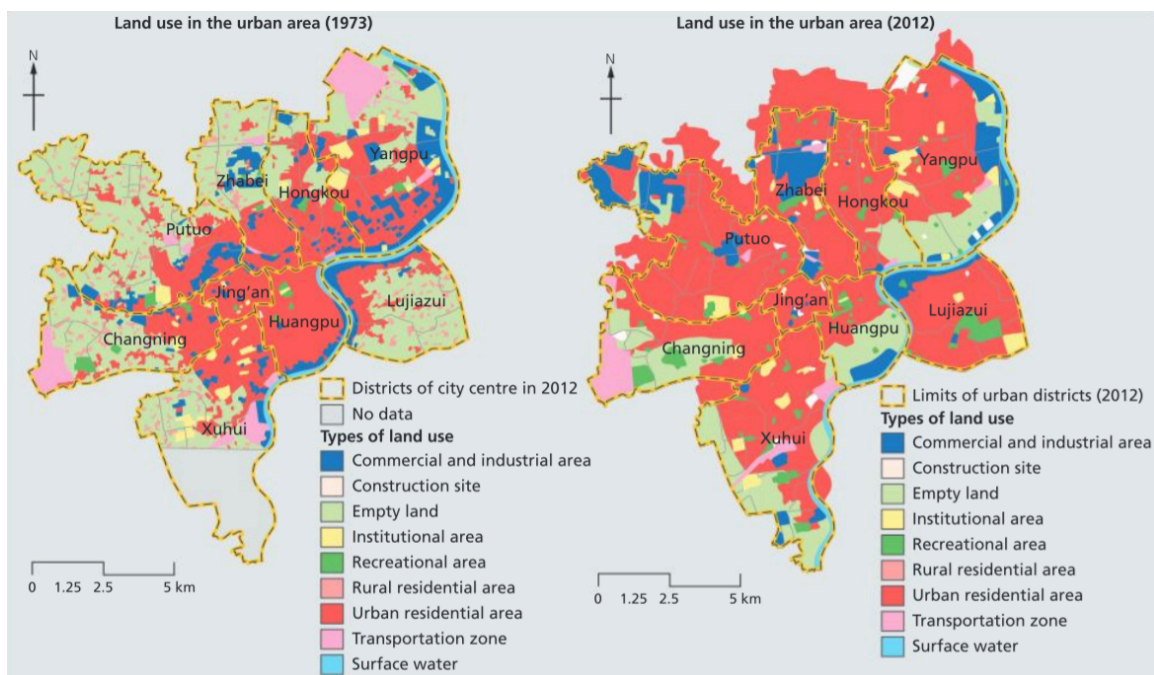 Land use in the urban area (1973)
N
Yangpu
Zhabei
Hongkou
Putuo
Jing'an
Lujiazui
Huangpu
Changning
Xuhui
Districts of city centre in 2012
No data
Types of land use
Commercial and industrial area
Construction site
Empty land
Institutional area
Recreational area
Rural residential area
Urban residential area
Transportation zone
Surface water
0 1.25 2.5 5 km
Land use in the urban area (2012)
N
Yangpu
Zhabei
Hongkou
Putuo
Jing'an
Lujiazui
Huangpu
Changning
Xuhui
Limits of urban districts (2012)
Types of land use
Commercial and industrial area
Construction site
Empty land
Institutional area
Recreational area
Rural residential area
Urban residential area
Transportation zone
Surface water
0 1.25 2.5 5 km